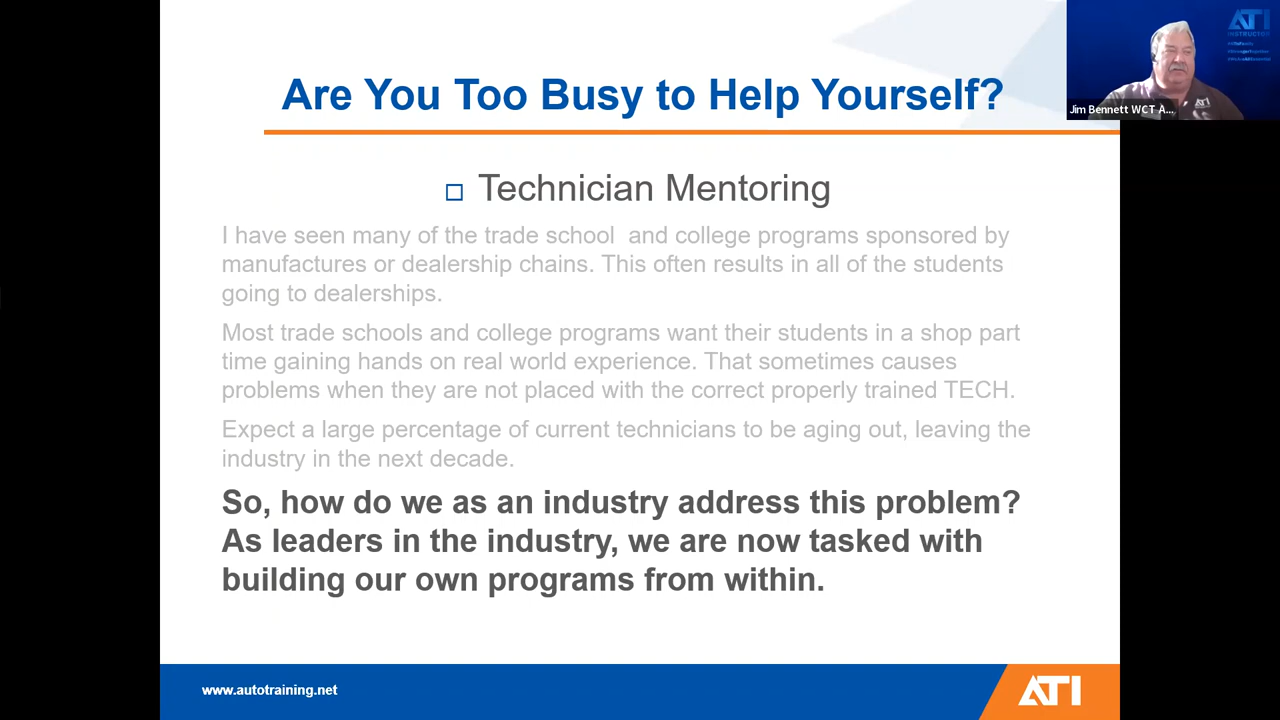 Are You Too Busy to Help Yourself?
Technician Mentoring
I have seen many of the trade school and college programs sponsored by
manufactures or dealership chains. This often results in all of the students
going to dealerships.
Most trade schools and college programs want their students in a shop part
time gaining hands on real world experience. That sometimes causes
problems when they are not placed with the correct properly trained TECH.
Expect a large percentage of current technicians to be aging out, leaving the
industry in the next decade.
So, how do we as an industry address this problem?
As leaders in the industry, we are now tasked with
building our own programs from within.
www.autotraining.net
ATI
ATI
INSTRUCTOR
ATI
Jim Bennett WCT A...